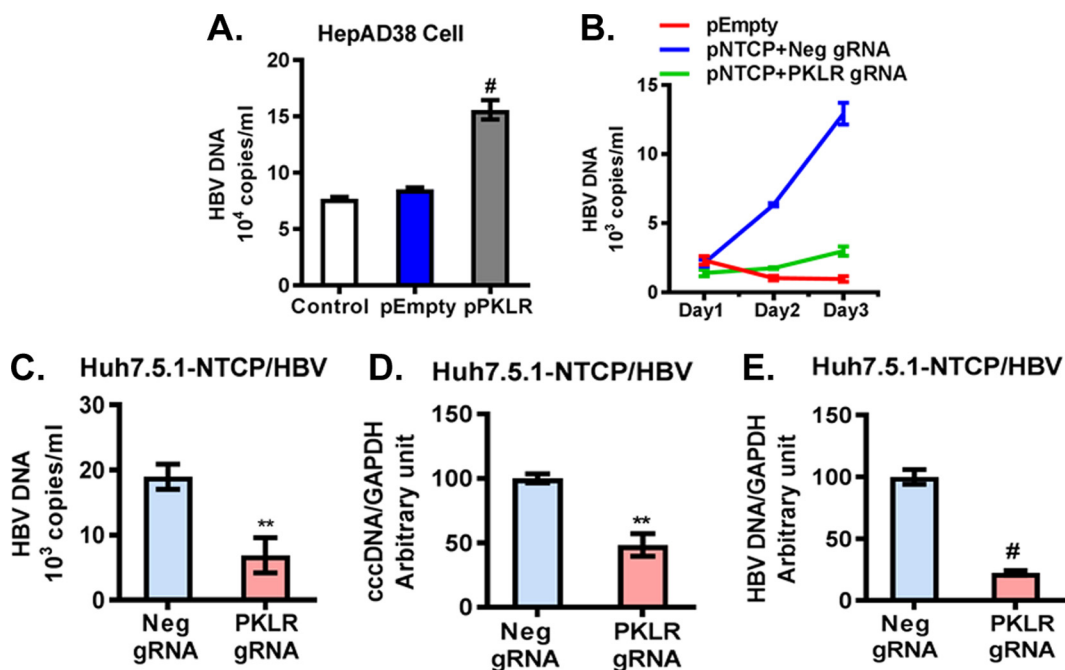 A.
HepAD38 Cell
HBV DNA
10⁴ copies/ml
20
15
10
5
0
#
Control pEmpty pPKLR
B.
pEmpty
pNTCP+Neg gRNA
pNTCP+PKLR gRNA
HBV DNA
10³ copies/ml
15
10
5
0
Day1 Day2 Day3
C.
Huh7.5.1-NTCP/HBV
HBV DNA
10³ copies/ml
30
20
10
0
**
Neg gRNA
PKLR gRNA
D.
Huh7.5.1-NTCP/HBV
cccDNA/GAPDH
Arbitrary unit
150
100
50
0
**
Neg gRNA
PKLR gRNA
E.
Huh7.5.1-NTCP/HBV
HBV DNA/GAPDH
Arbitrary unit
150
100
50
0
#
Neg gRNA
PKLR gRNA